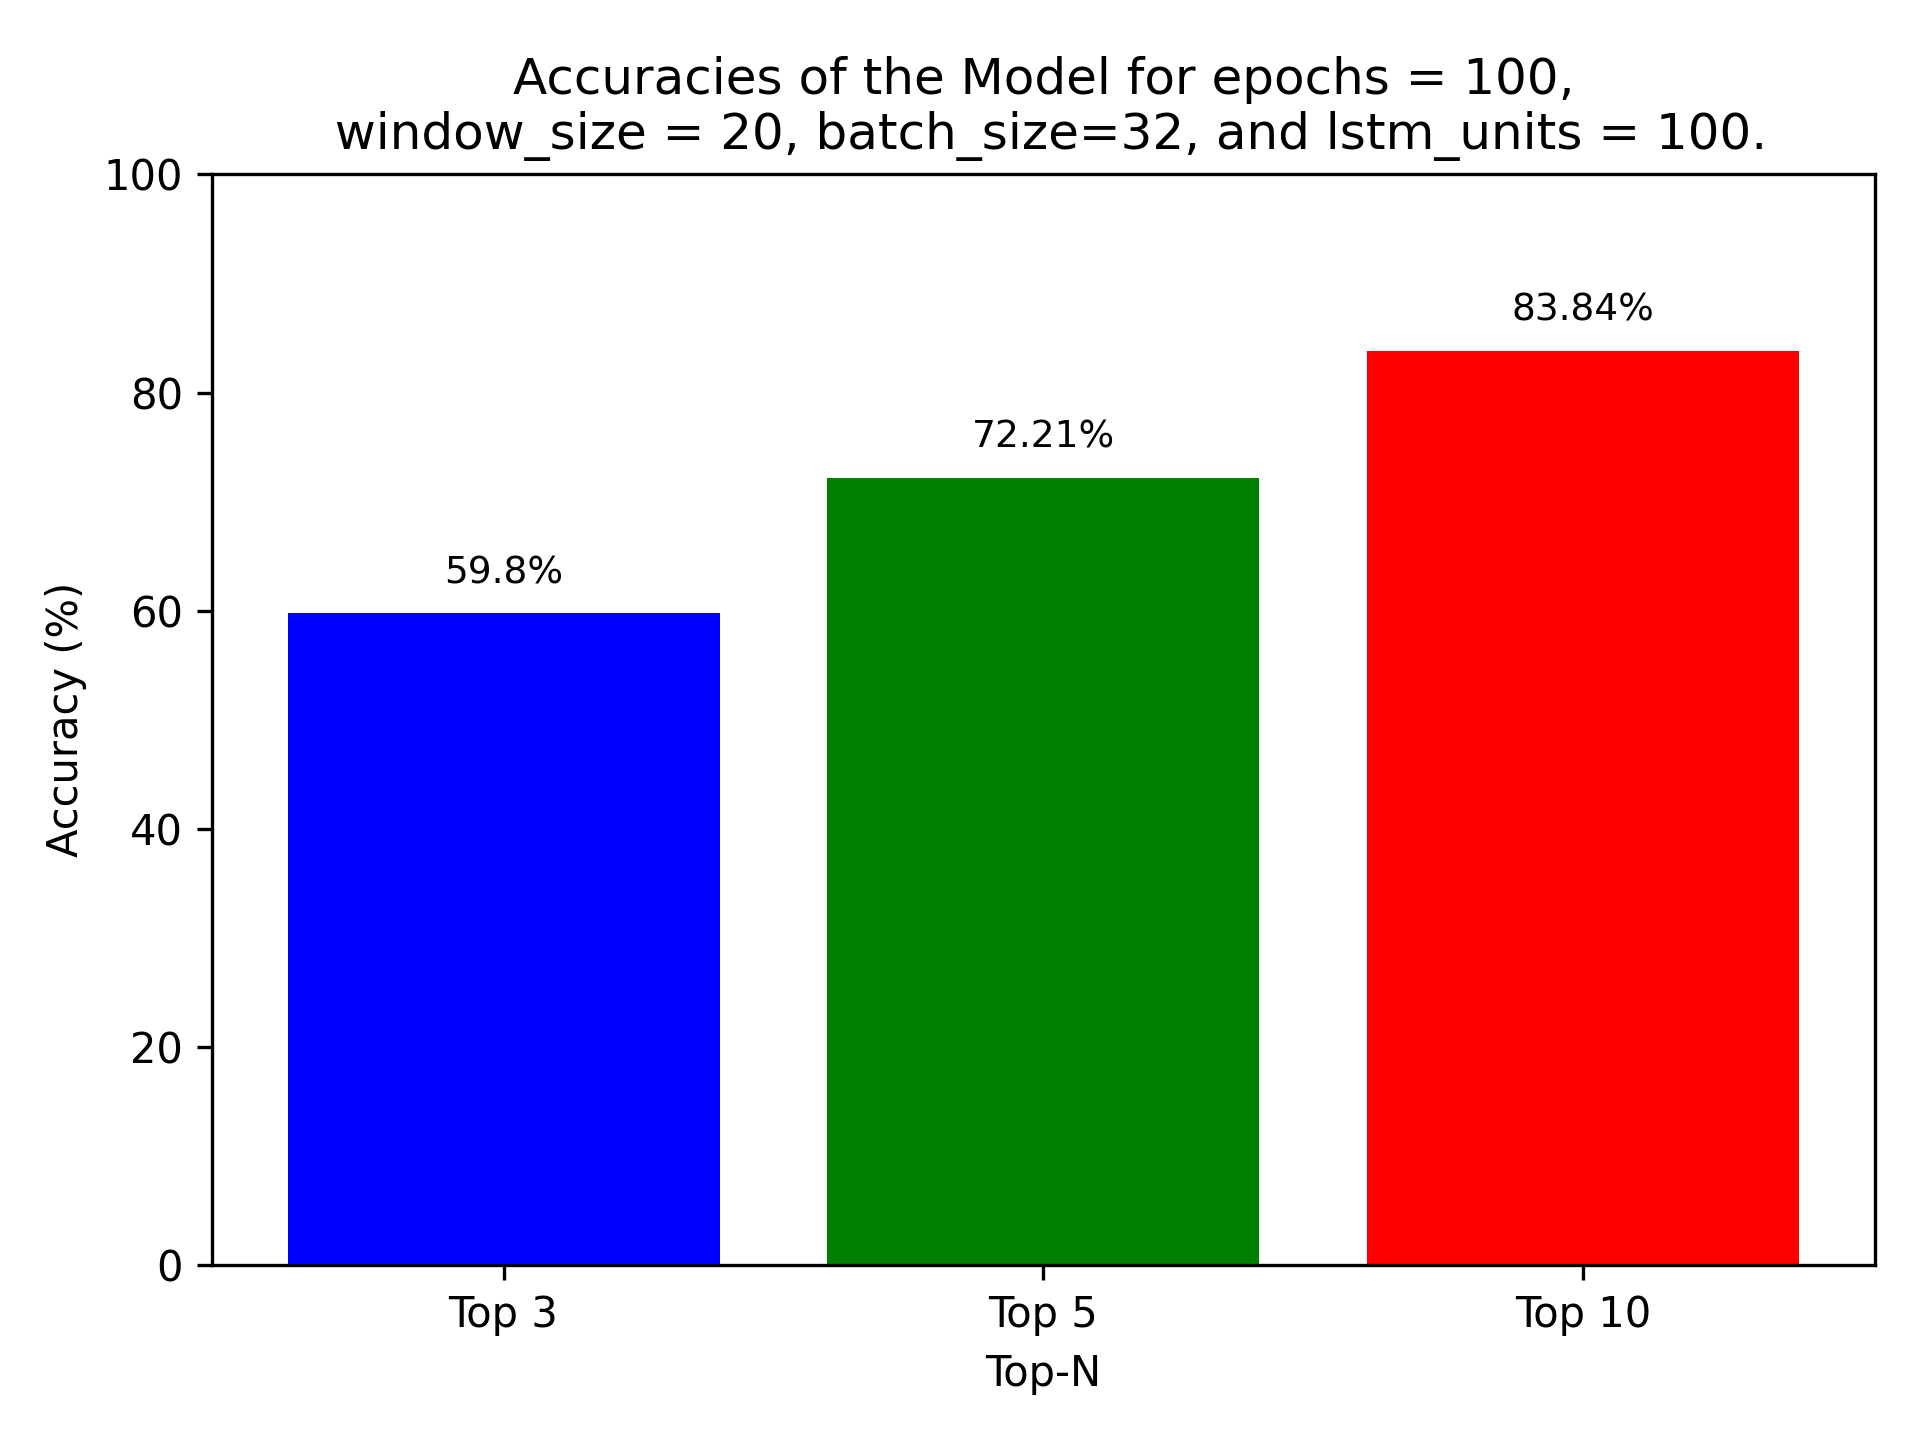 Accuracies of the Model for epochs = 100,
window_size = 20, batch_size=32, and lstm_units = 100.
100
80
60
40
20
0
Accuracy (%)
59.8%
72.21%
83.84%
Top 3
Top 5
Top 10
Top-N